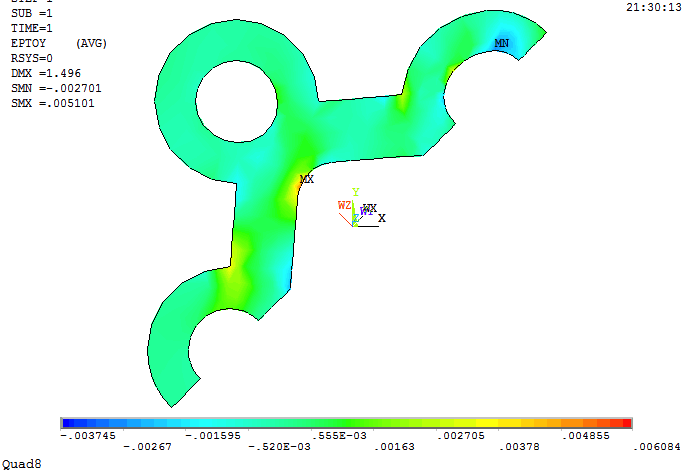 STEP=1
SUB =1
TIME=1
EPTOY    (AVG)
RSYS=0
DMX =1.496
SMN =-.002701
SMX =.005101
21:30:13
MN
MX
Y
WZ
WX
WY
Z
X
-.003745 -.001595 .555E-03 .002705 .004855
-.00267 -.520E-03 .00163 .00378 .006084
Quad8